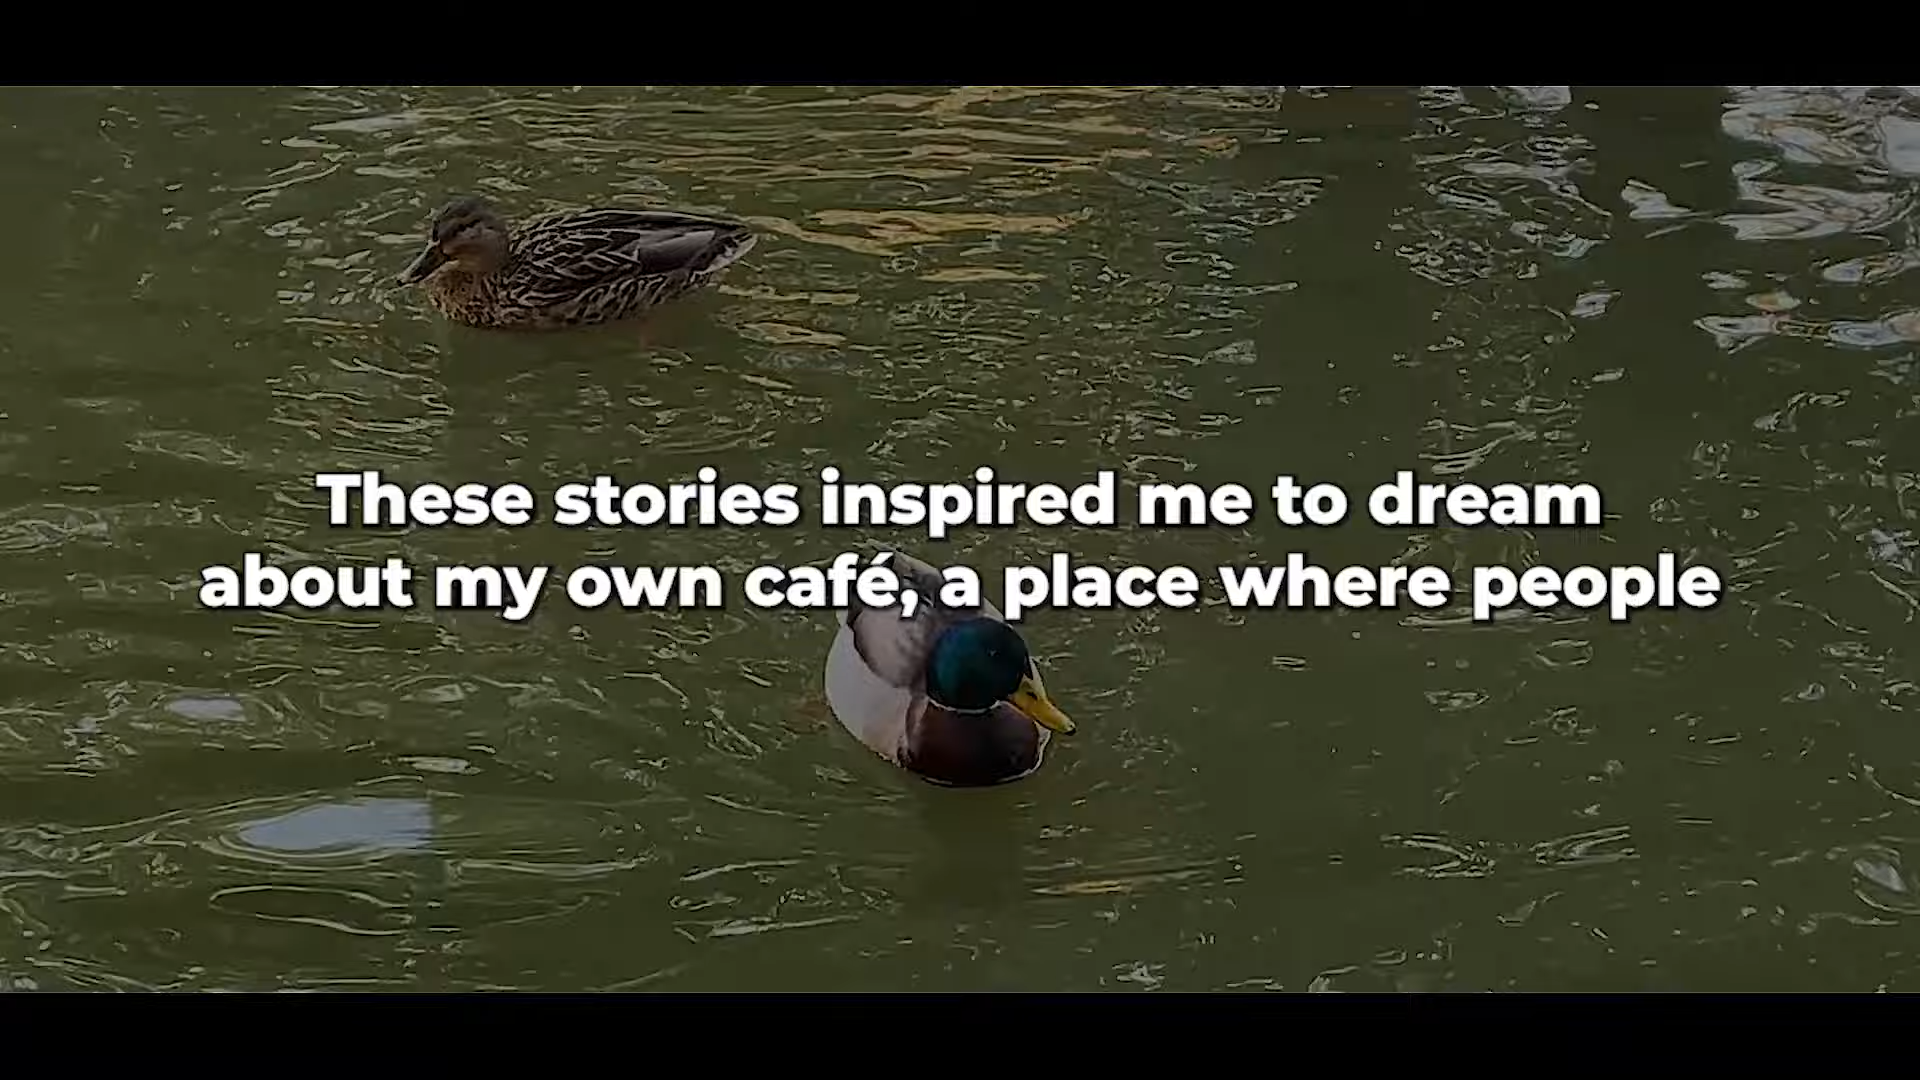 These stories inspired me to dream
about my own café, a place where people